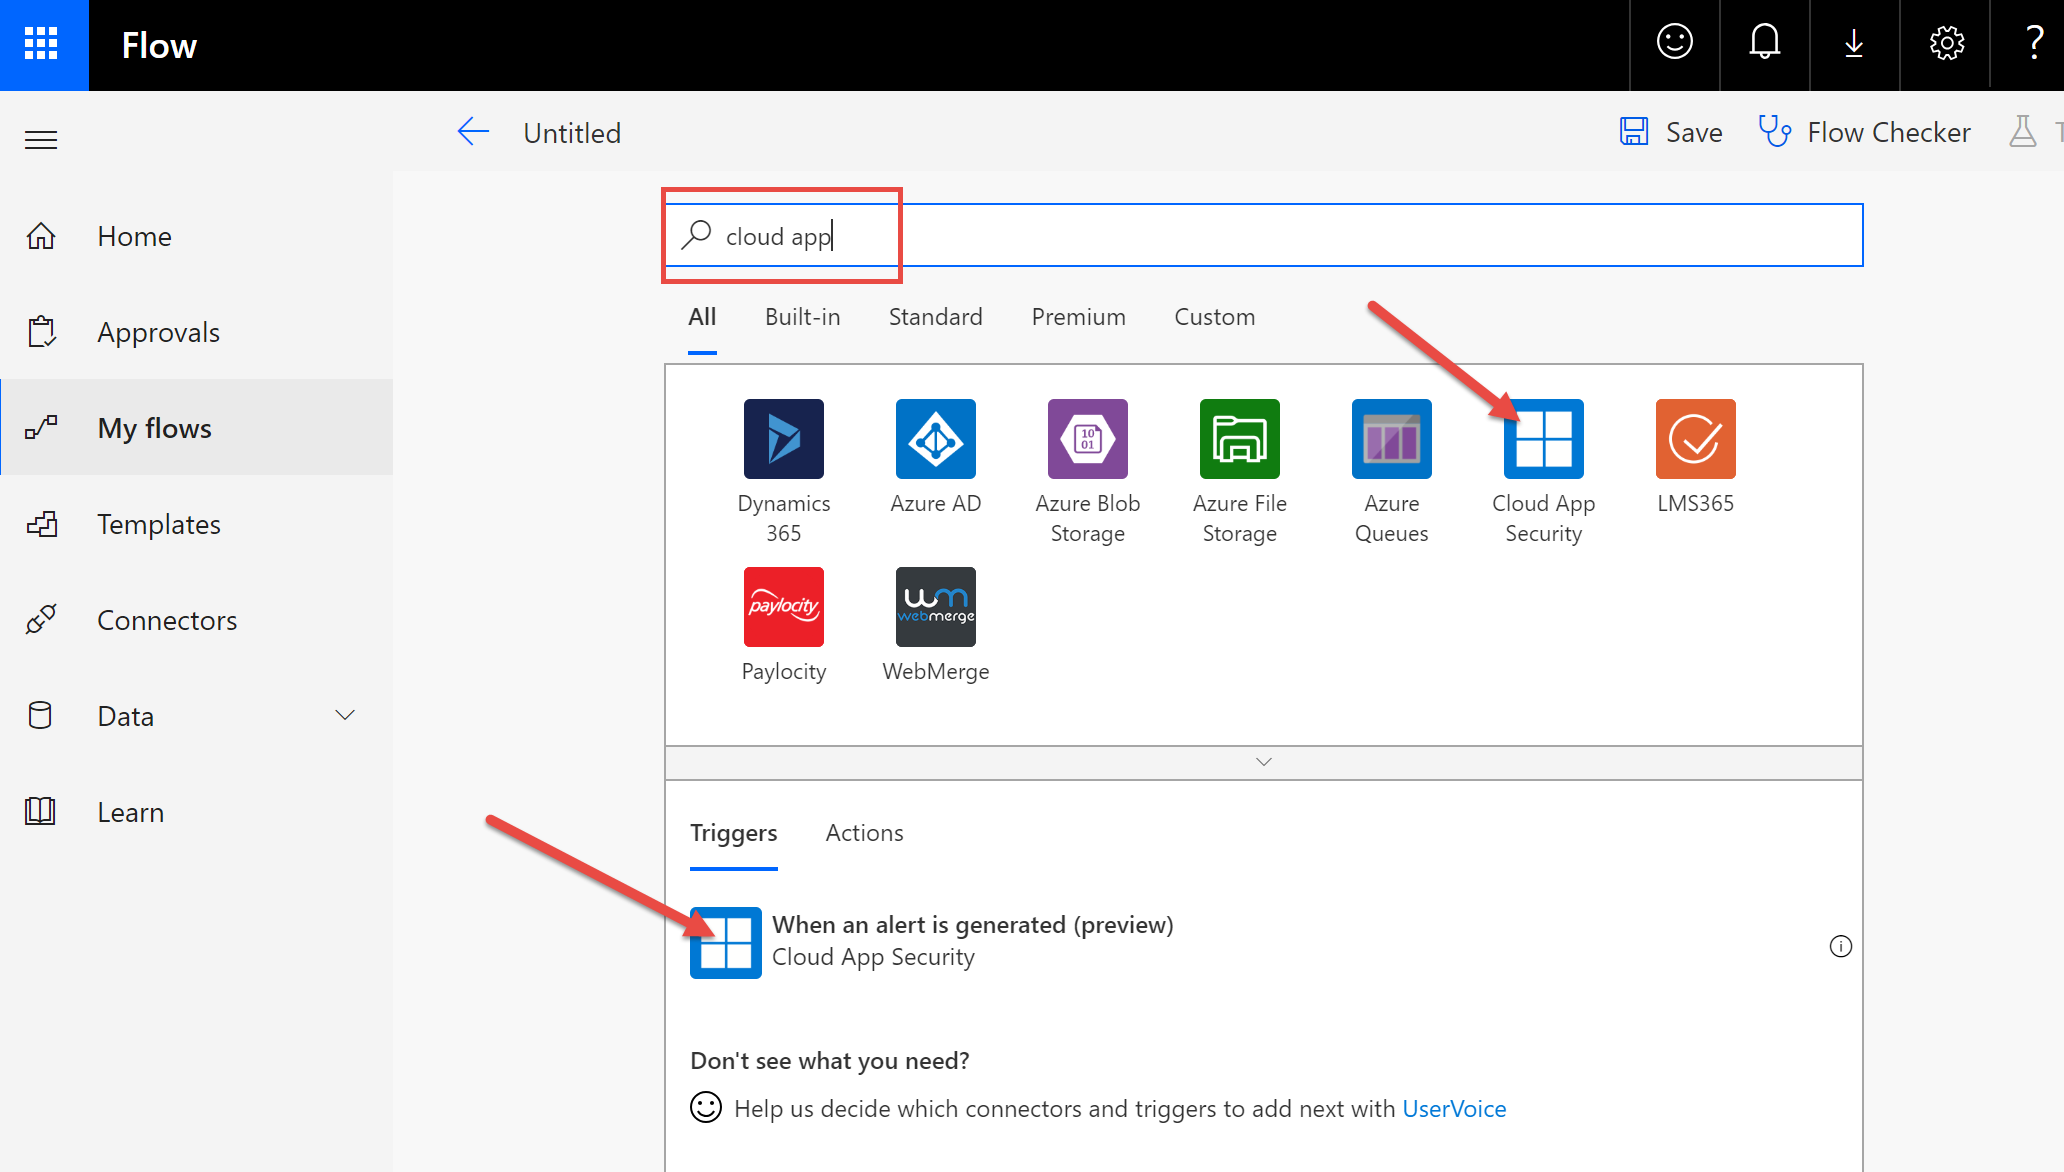 Flow
?
Untitled
Save
Flow Checker
T
Home
Approvals
My flows
Templates
Connectors
Data
Learn
cloud app
All Built-in Standard Premium Custom
10
01
Dynamics
365
Azure AD
Azure Blob
Storage
Azure File
Storage
Azure
Queues
Cloud App
Security
LMS365
paylocity
Paylocity
wm
webmerge
WebMerge
Triggers Actions
When an alert is generated (preview)
Cloud App Security
Don't see what you need?
Help us decide which connectors and triggers to add next with UserVoice